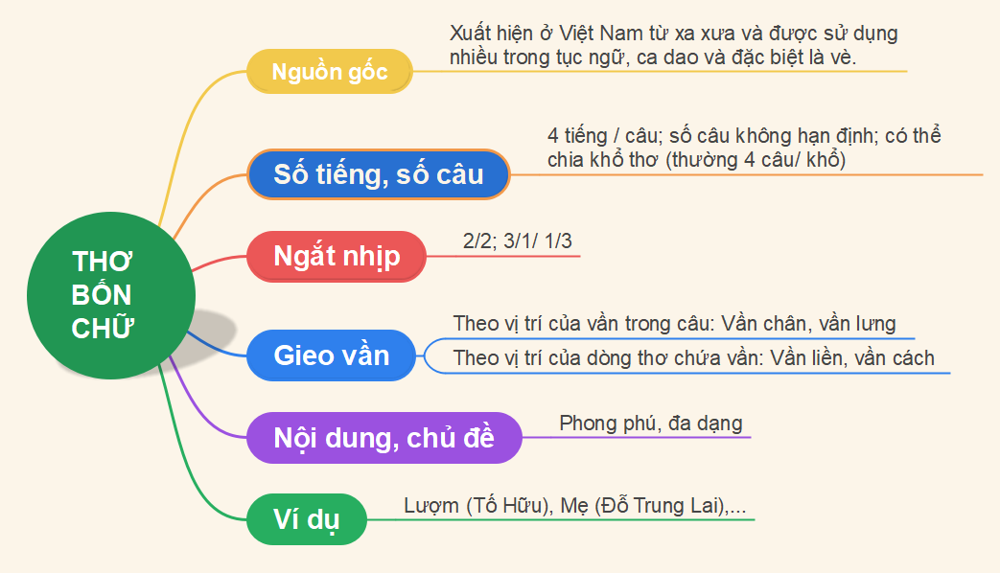 THƠ
BỐN
CHỮ
Nguồn gốc
Xuất hiện ở Việt Nam từ xa xưa và được sử dụng
nhiều trong tục ngữ, ca dao và đặc biệt là vè.
Số tiếng, số câu
4 tiếng / câu; số câu không hạn định; có thể
chia khổ thơ (thường 4 câu/ khổ)
Ngắt nhịp
2/2; 3/1/ 1/3
Gieo vần
Theo vị trí của vần trong câu: Vần chân, vần lưng
Theo vị trí của dòng thơ chứa vần: Vần liền, vần cách
Nội dung, chủ đề
Phong phú, đa dạng
Ví dụ
Lượm (Tố Hữu), Mẹ (Đỗ Trung Lai),...